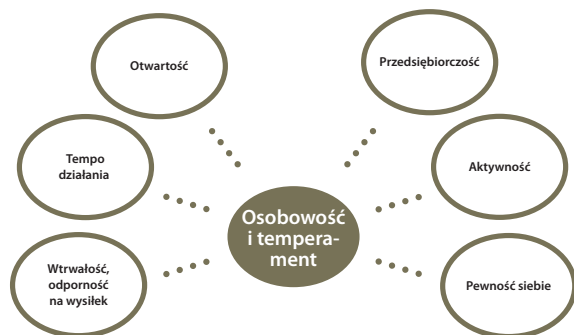 Otwartość
Przedsiębiorczość
Tempo
działania
Aktywność
Osobowość
i tempera-
ment
Wtrwałość,
odporność
na wysiłek
Pewność siebie